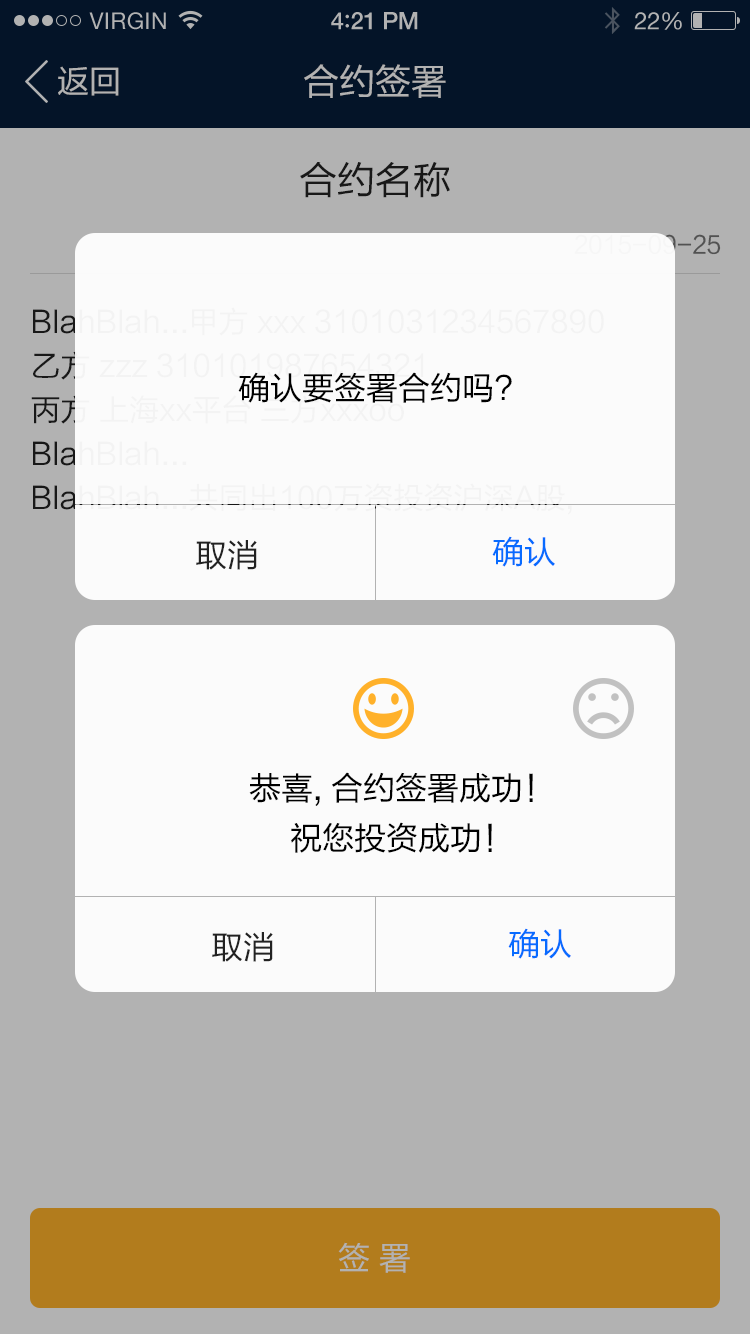 VIRGIN 4:21 PM 22%
返回 合约签署
合约名称
2015-09-25
BlahBlah...甲方 xxx 3101031234567890
乙方 zzz 310101987654321
丙方 上海xx平台 三方xxxoo
BlahBlah...
BlahBlah...共同出100万资投资沪深A股,
确认要签署合约吗?
取消 确认
恭喜, 合约签署成功!
祝您投资成功!
取消 确认
签 署